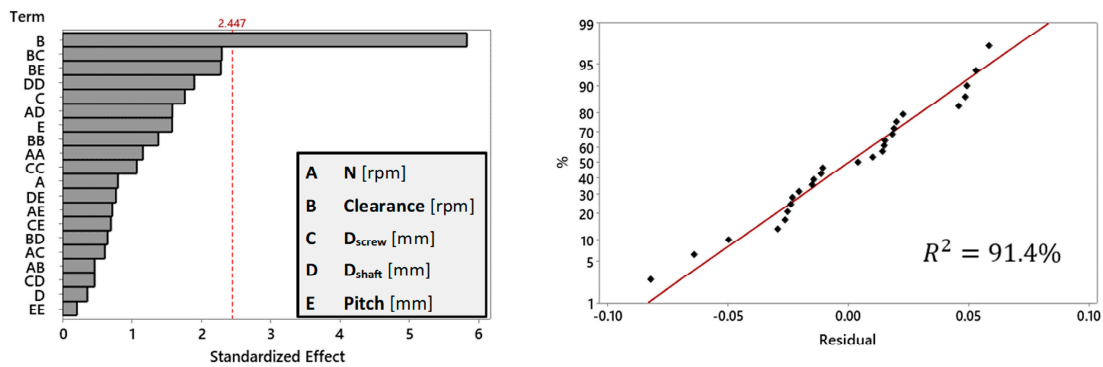 Term
2.447
B
BC
BE
DD
C
AD
E
BB
AA
CC
A
DE
AE
CE
BD
AC
AB
CD
D
EE
A N [rpm]
B Clearance [rpm]
C Dscrew [mm]
D Dshaft [mm]
E Pitch [mm]
0 1 2 3 4 5 6
Standardized Effect
99
95
90
80
70
60
50
40
30
20
10
5
1
%
R² = 91.4%
-0.10 -0.05 0.00 0.05 0.10
Residual